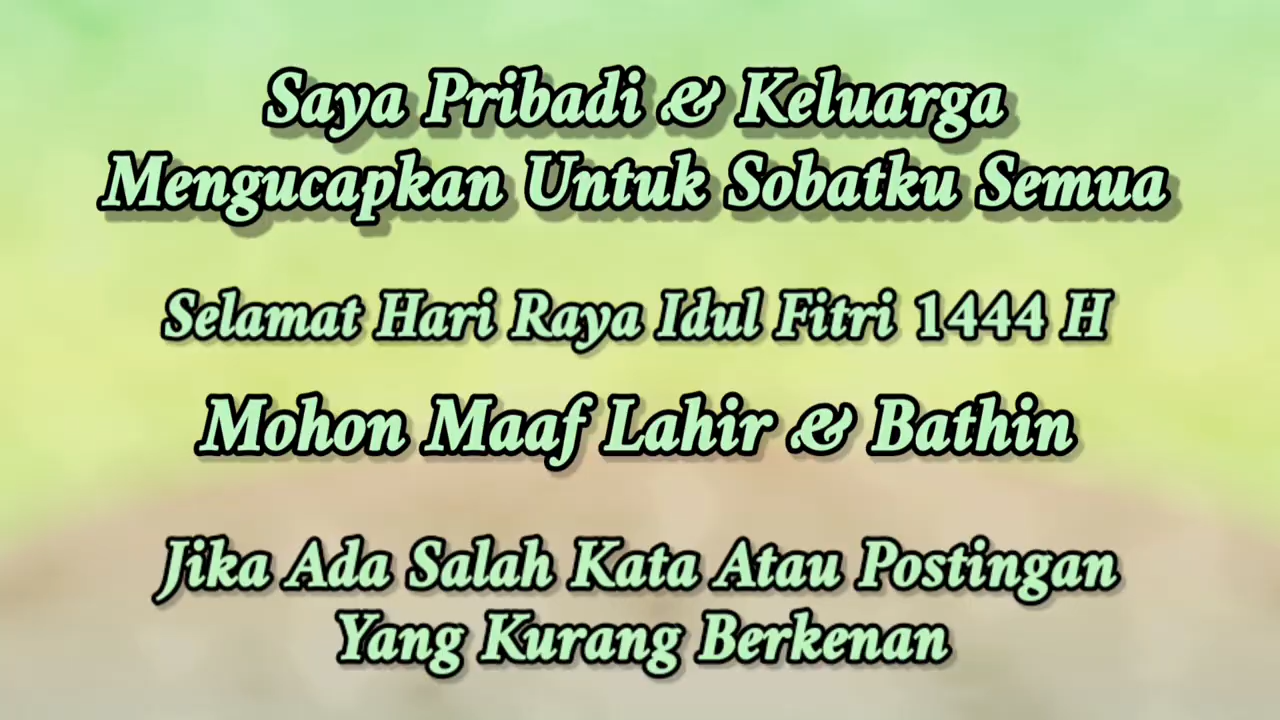 Saya Pribadi & Keluarga
Mengucapkan Untuk Sobatku Semua
Selamat Hari Raya Idul Fitri 1444 H
Mohon Maaf Lahir & Bathin
Jika Ada Salah Kata Atau Postingan
Yang Kurang Berkenan